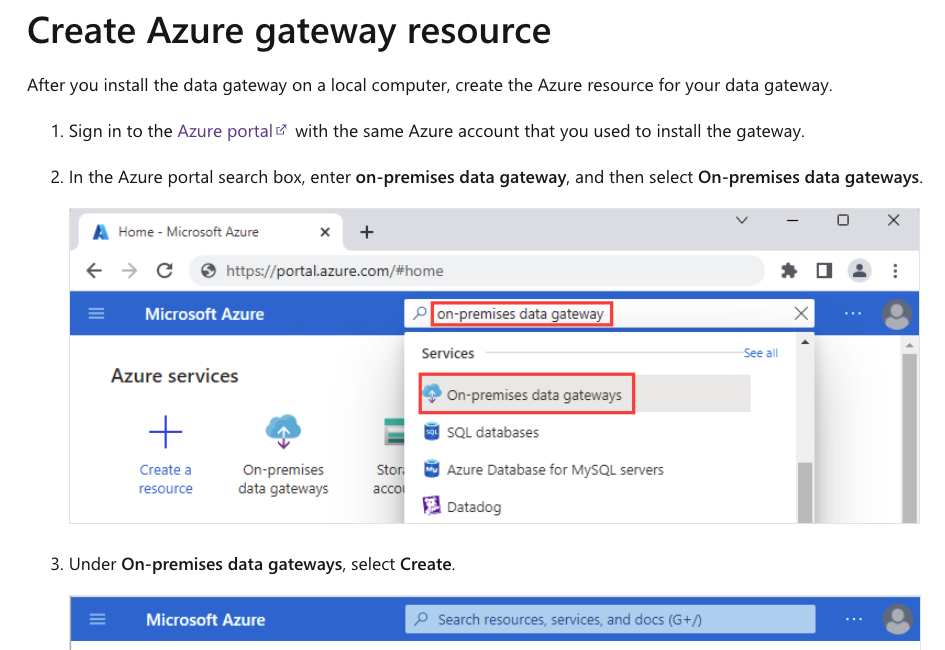 Create Azure gateway resource
After you install the data gateway on a local computer, create the Azure resource for your data gateway.
1. Sign in to the Azure portal with the same Azure account that you used to install the gateway.
2. In the Azure portal search box, enter on-premises data gateway, and then select On-premises data gateways.
Home - Microsoft Azure
https://portal.azure.com/#home
Microsoft Azure
on-premises data gateway
Services
See all
Azure services
On-premises data gateways
SQL databases
Azure Database for MySQL servers
Datadog
Create a
resource
On-premises
data gateways
Stora
accou
3. Under On-premises data gateways, select Create.
Microsoft Azure
Search resources, services, and docs (G+/)